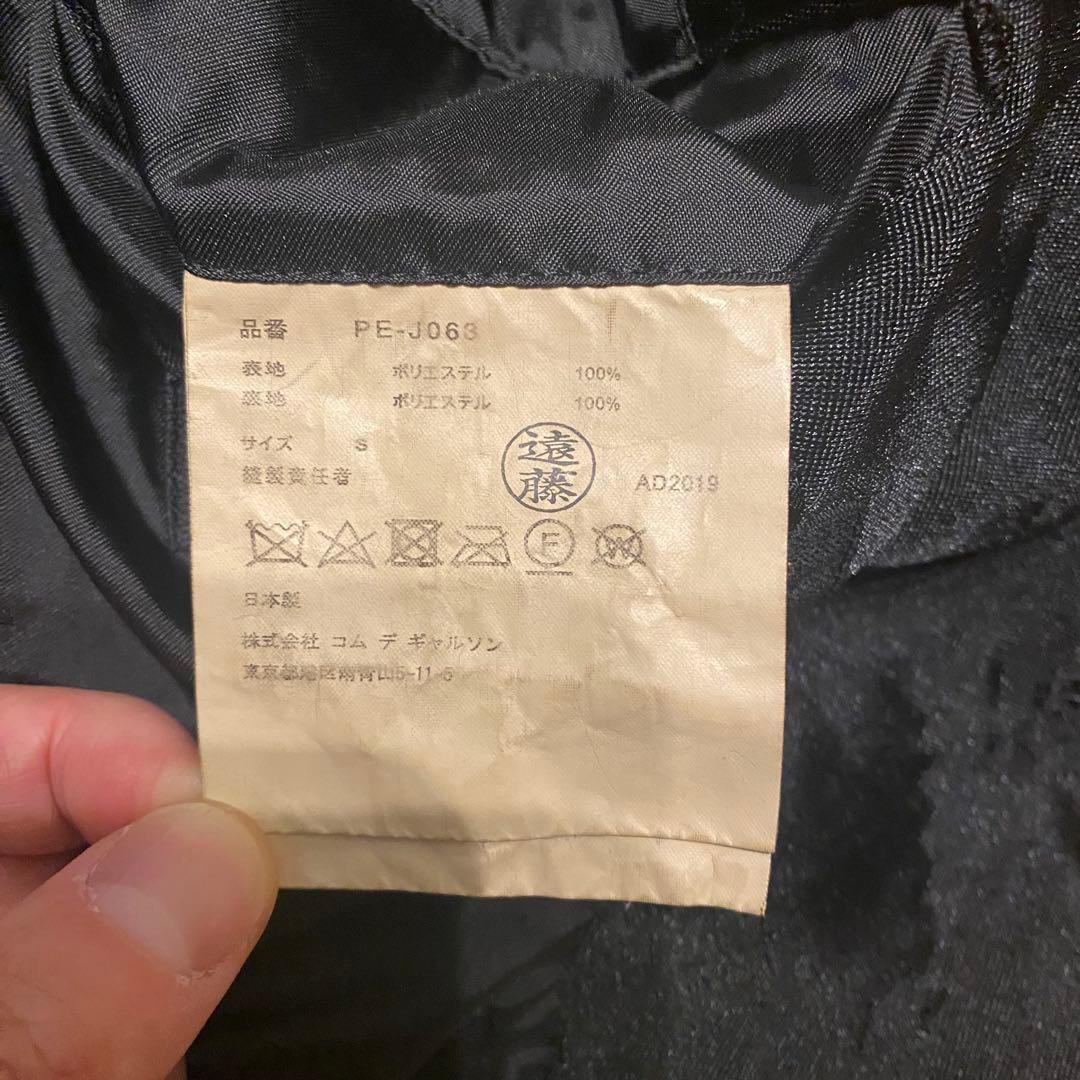 品番 PE-J063
表地 ポリエステル 100%
裏地 ポリエステル 100%
サイズ S
縫製責任者 遠藤 AD2019
F W
日本製
株式会社 コム デ ギャルソン
東京都港区南青山5-11-5